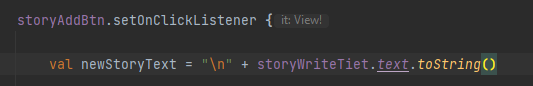 storyAddBtn.setOnClickListener { it: View!
val newStoryText = "\n" + storyWriteTiet.text.toString()